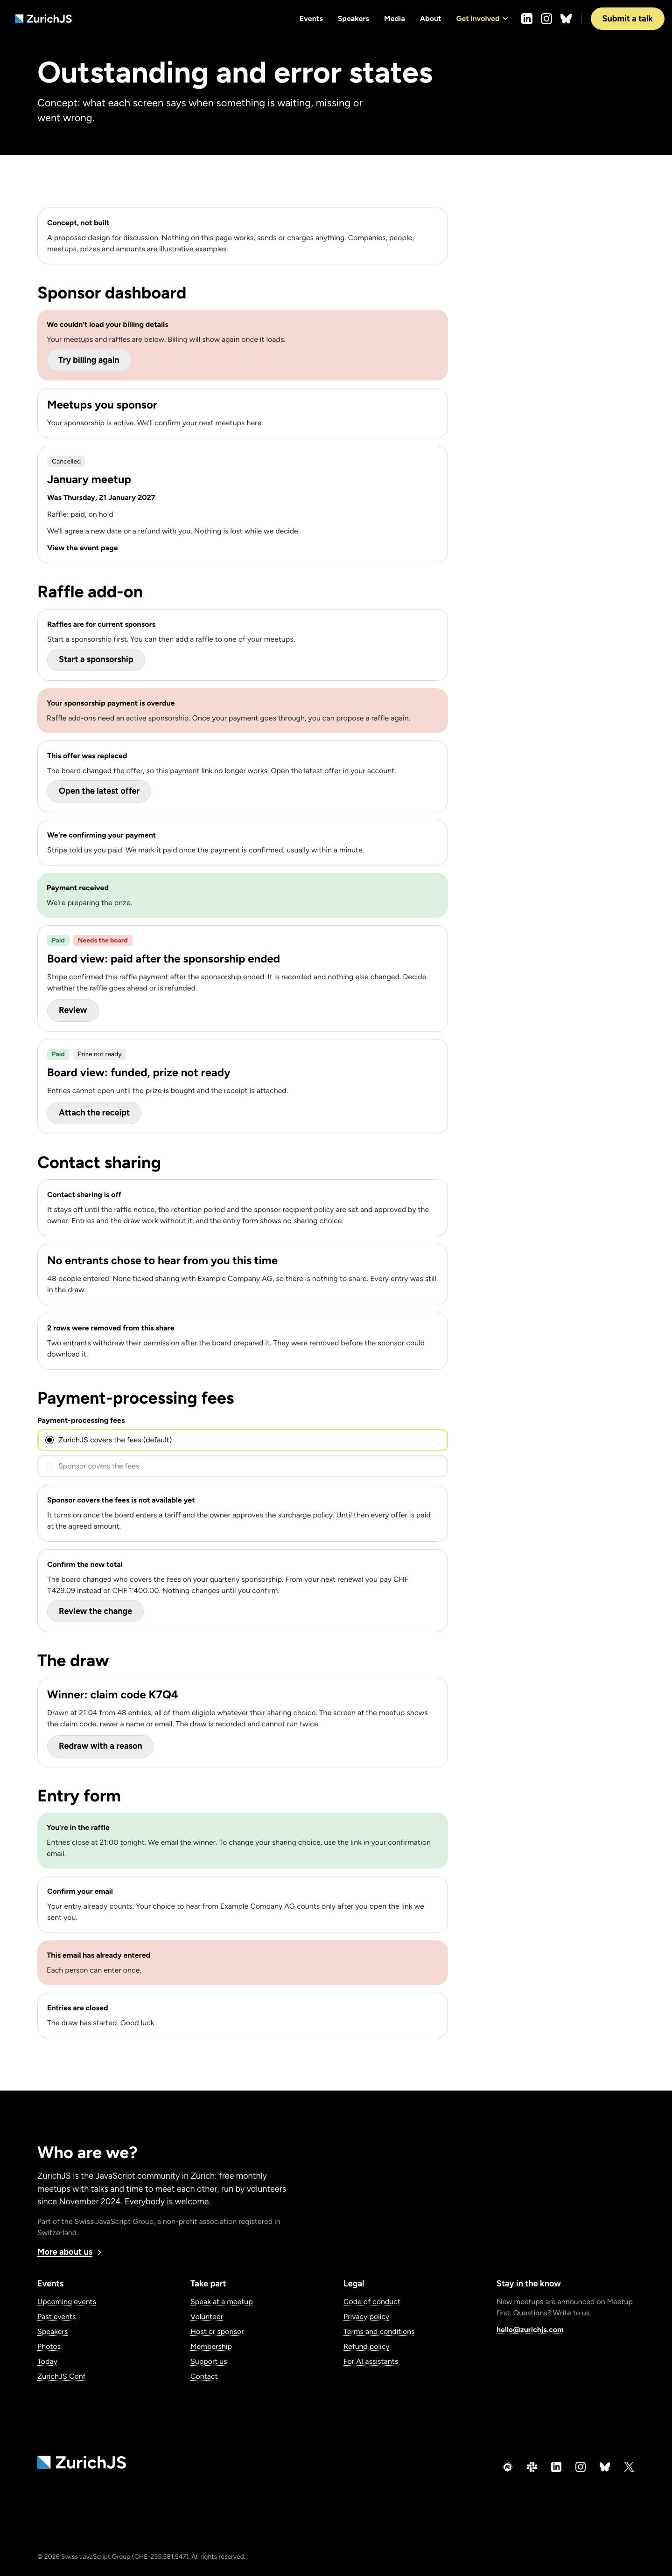 ZurichJS
Events
Speakers
Media
About
Get involved
Submit a talk
Outstanding and error states
Concept: what each screen says when something is waiting, missing or
went wrong.
Concept, not built
A proposed design for discussion. Nothing on this page works, sends or charges anything. Companies, people,
meetups, prizes and amounts are illustrative examples.
Sponsor dashboard
We couldn't load your billing details
Your meetups and raffles are below. Billing will show again once it loads.
Try billing again
Meetups you sponsor
Your sponsorship is active. We'll confirm your next meetups here.
Cancelled
January meetup
Was Thursday, 21 January 2027
Raffle: paid, on hold
We'll agree a new date or a refund with you. Nothing is lost while we decide.
View the event page
Raffle add-on
Raffles are for current sponsors
Start a sponsorship first. You can then add a raffle to one of your meetups.
Start a sponsorship
Your sponsorship payment is overdue
Raffle add-ons need an active sponsorship. Once your payment goes through, you can propose a raffle again.
This offer was replaced
The board changed the offer, so this payment link no longer works. Open the latest offer in your account.
Open the latest offer
We're confirming your payment
Stripe told us you paid. We mark it paid once the payment is confirmed, usually within a minute.
Payment received
We're preparing the prize.
Paid
Needs the board
Board view: paid after the sponsorship ended
Stripe confirmed this raffle payment after the sponsorship ended. It is recorded and nothing else changed. Decide
whether the raffle goes ahead or is refunded.
Review
Paid
Prize not ready
Board view: funded, prize not ready
Entries cannot open until the prize is bought and the receipt is attached.
Attach the receipt
Contact sharing
Contact sharing is off
It stays off until the raffle notice, the retention period and the sponsor recipient policy are set and approved by the
owner. Entries and the draw work without it, and the entry form shows no sharing choice.
No entrants chose to hear from you this time
48 people entered. None ticked sharing with Example Company AG, so there is nothing to share. Every entry was still
in the draw.
2 rows were removed from this share
Two entrants withdrew their permission after the board prepared it. They were removed before the sponsor could
download it.
Payment-processing fees
Payment-processing fees
ZurichJS covers the fees (default)
Sponsor covers the fees
Sponsor covers the fees is not available yet
It turns on once the board enters a tariff and the owner approves the surcharge policy. Until then every offer is paid
at the agreed amount.
Confirm the new total
The board changed who covers the fees on your quarterly sponsorship. From your next renewal you pay CHF
1'429.09 instead of CHF 1'400.00. Nothing changes until you confirm.
Review the change
The draw
Winner: claim code K7Q4
Drawn at 21:04 from 48 entries, all of them eligible whatever their sharing choice. The screen at the meetup shows
the claim code, never a name or email. The draw is recorded and cannot run twice.
Redraw with a reason
Entry form
You're in the raffle
Entries close at 21:00 tonight. We email the winner. To change your sharing choice, use the link in your confirmation
email.
Confirm your email
Your entry already counts. Your choice to hear from Example Company AG counts only after you open the link we
sent you.
This email has already entered
Each person can enter once.
Entries are closed
The draw has started. Good luck.
Who are we?
ZurichJS is the JavaScript community in Zurich: free monthly
meetups with talks and time to meet each other, run by volunteers
since November 2024. Everybody is welcome.
Part of the Swiss JavaScript Group, a non-profit association registered in
Switzerland.
More about us
Events
Upcoming events
Past events
Speakers
Photos
Today
ZurichJS Conf
Take part
Speak at a meetup
Volunteer
Host or sponsor
Membership
Support us
Contact
Legal
Code of conduct
Privacy policy
Terms and conditions
Refund policy
For AI assistants
Stay in the know
New meetups are announced on Meetup
first. Questions? Write to us.
hello@zurichjs.com
ZurichJS
© 2026 Swiss JavaScript Group (CHE-255.581.547). All rights reserved.